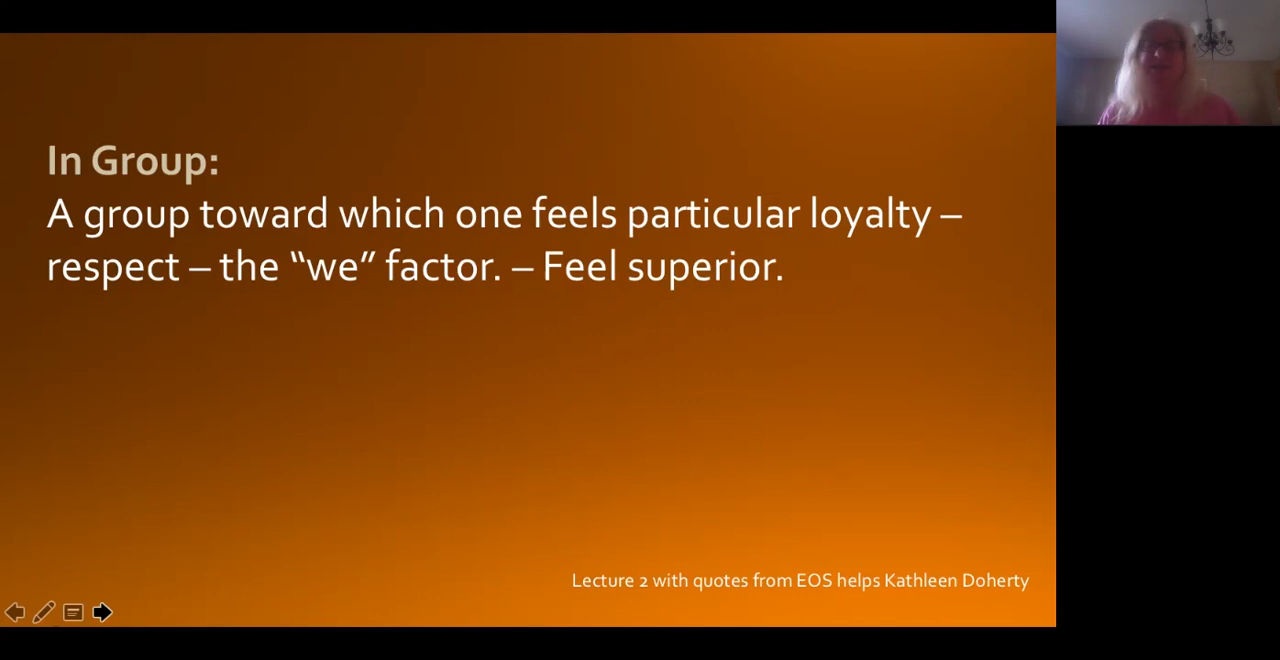 In Group:
A group toward which one feels particular loyalty –
respect – the “we” factor. – Feel superior.
Lecture 2 with quotes from EOS helps Kathleen Doherty